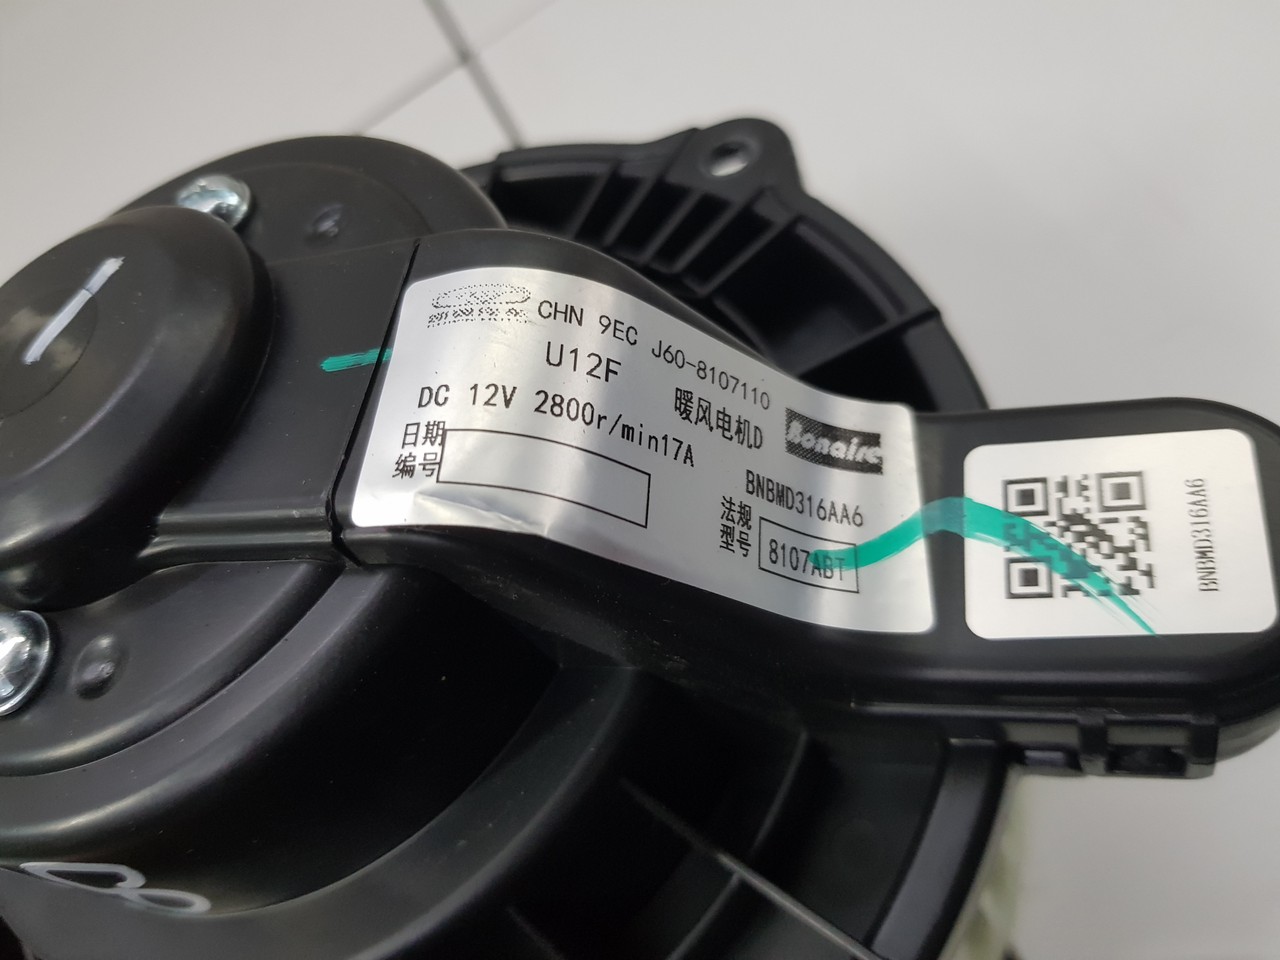 CHN 9EC J60-8107110
U12F 暖风电机D
DC 12V 2800r/min17A
日期
编号
Bonaire
BNBMD316AA6
法规
型号
8107ABT
BNBMD316AA6